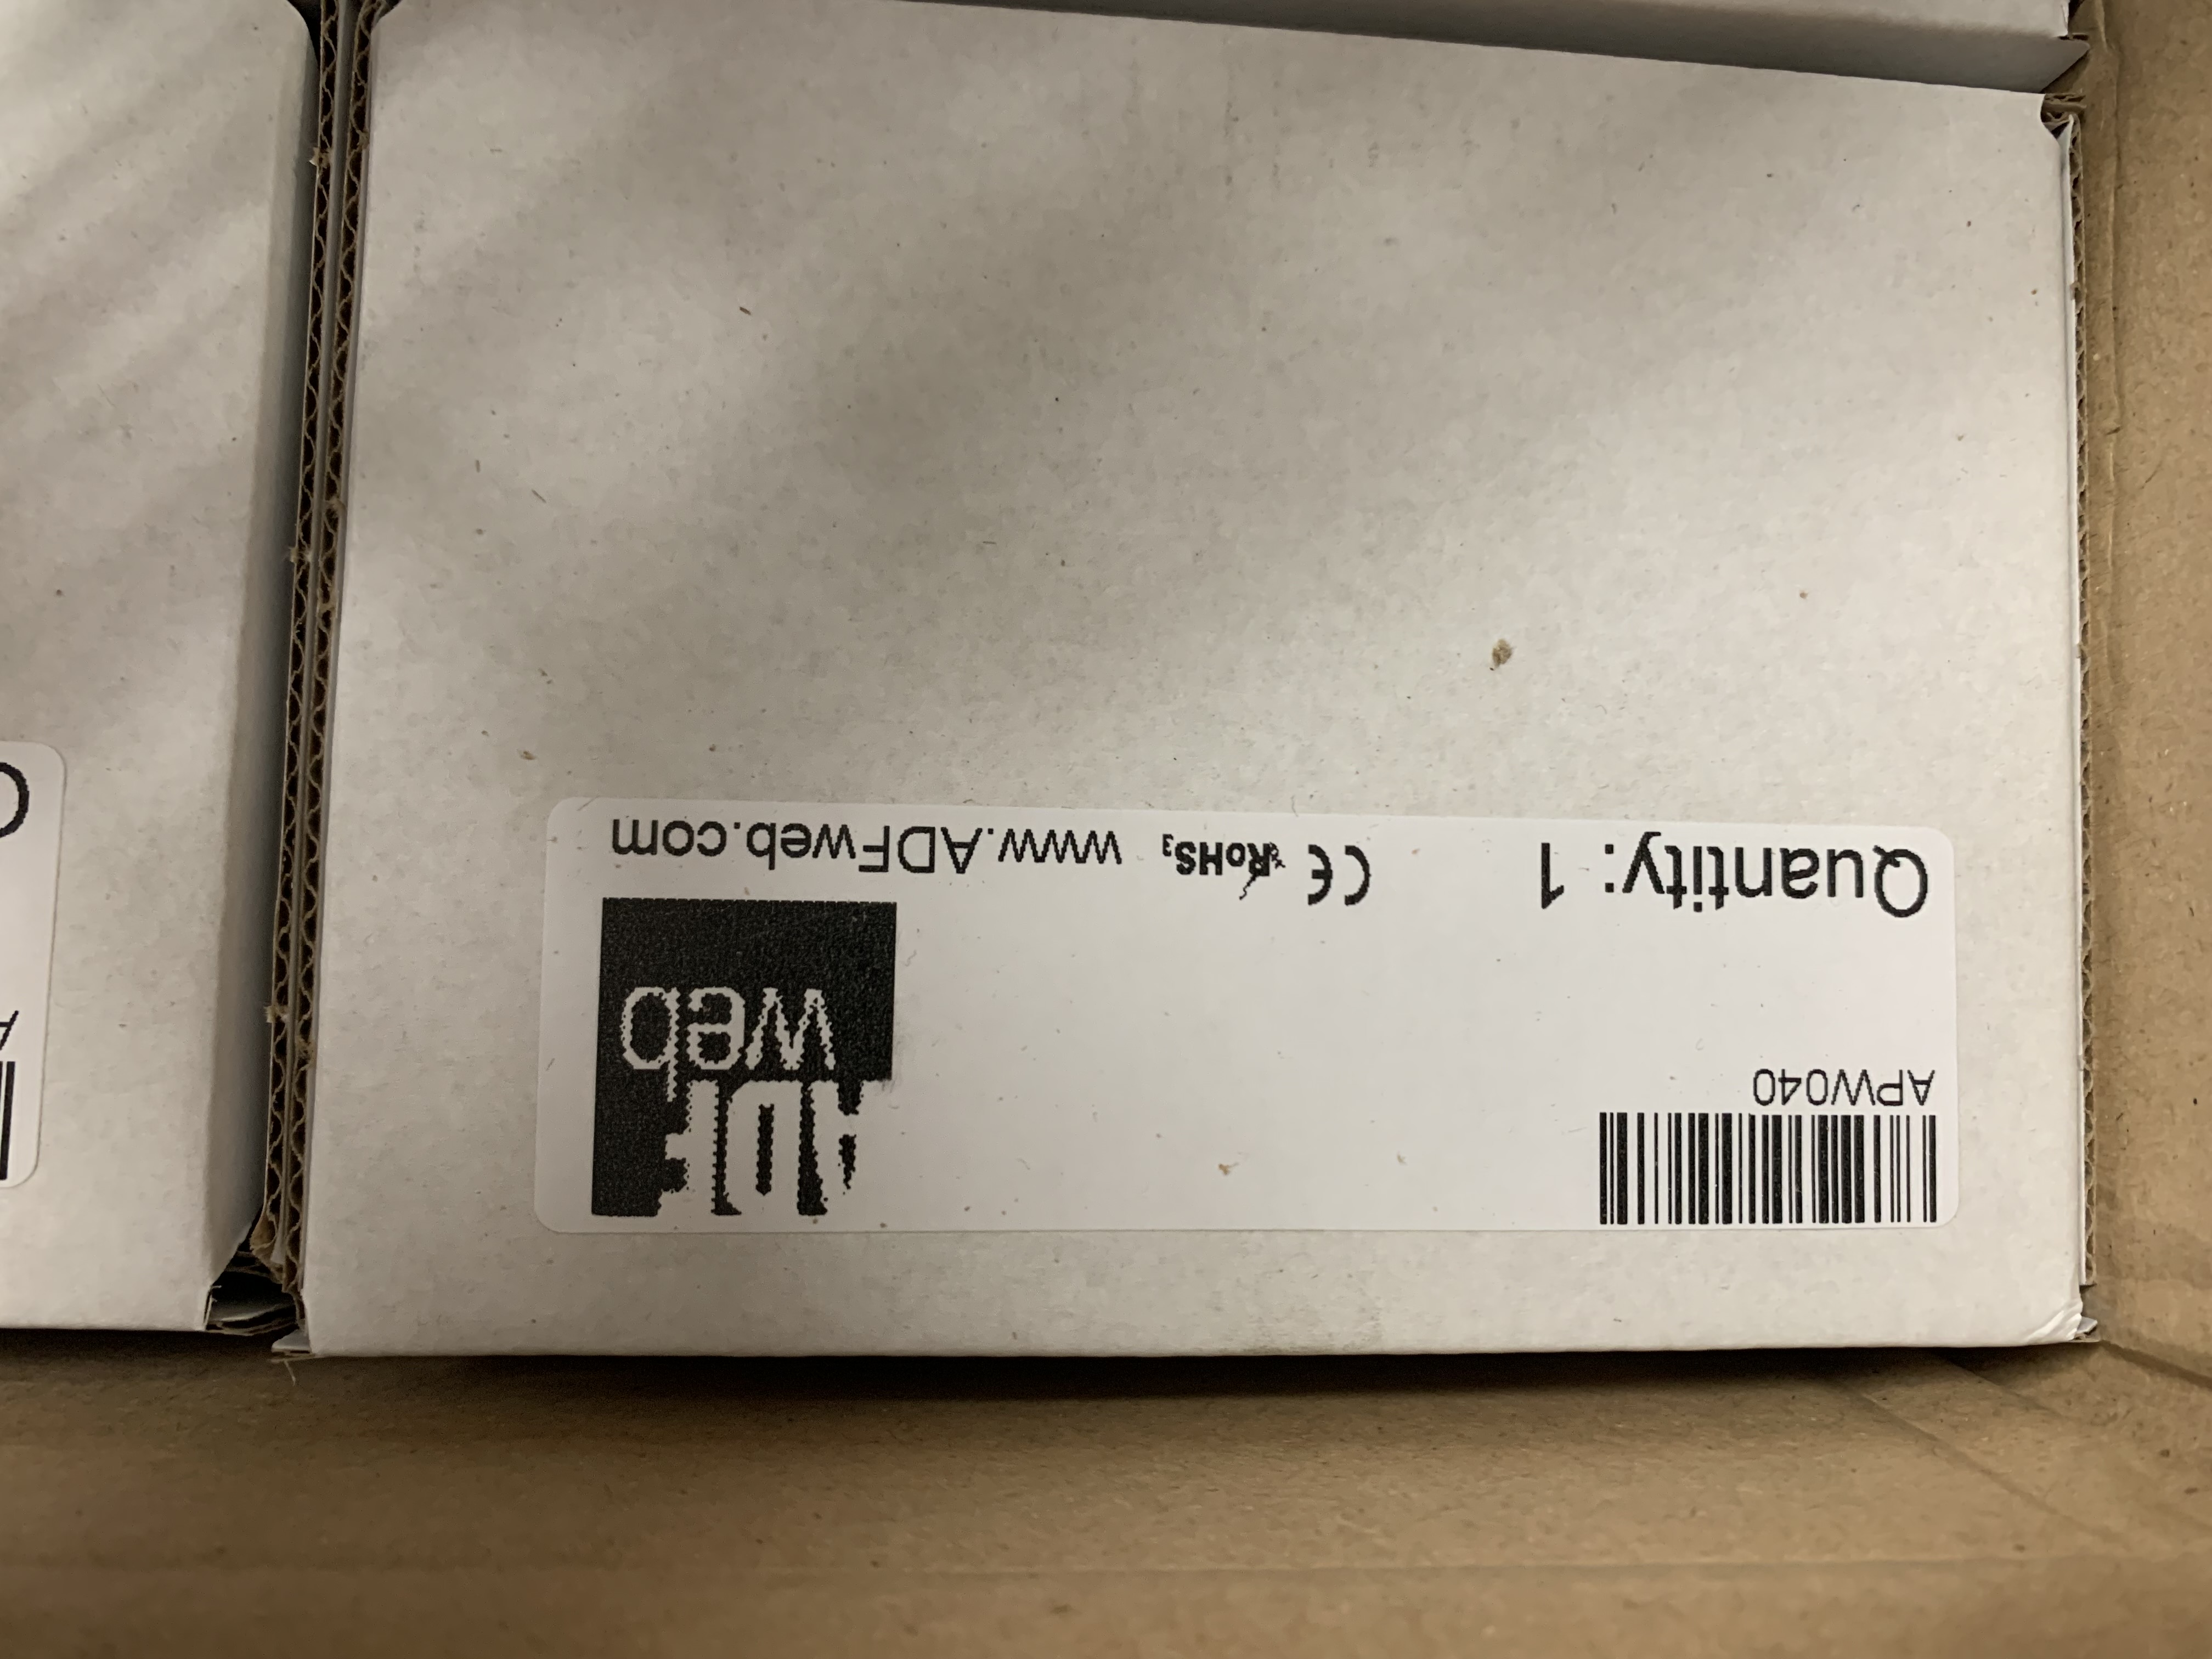 APW040
ADF
web
Quantity: 1
CE RoHS3
www.ADFweb.com